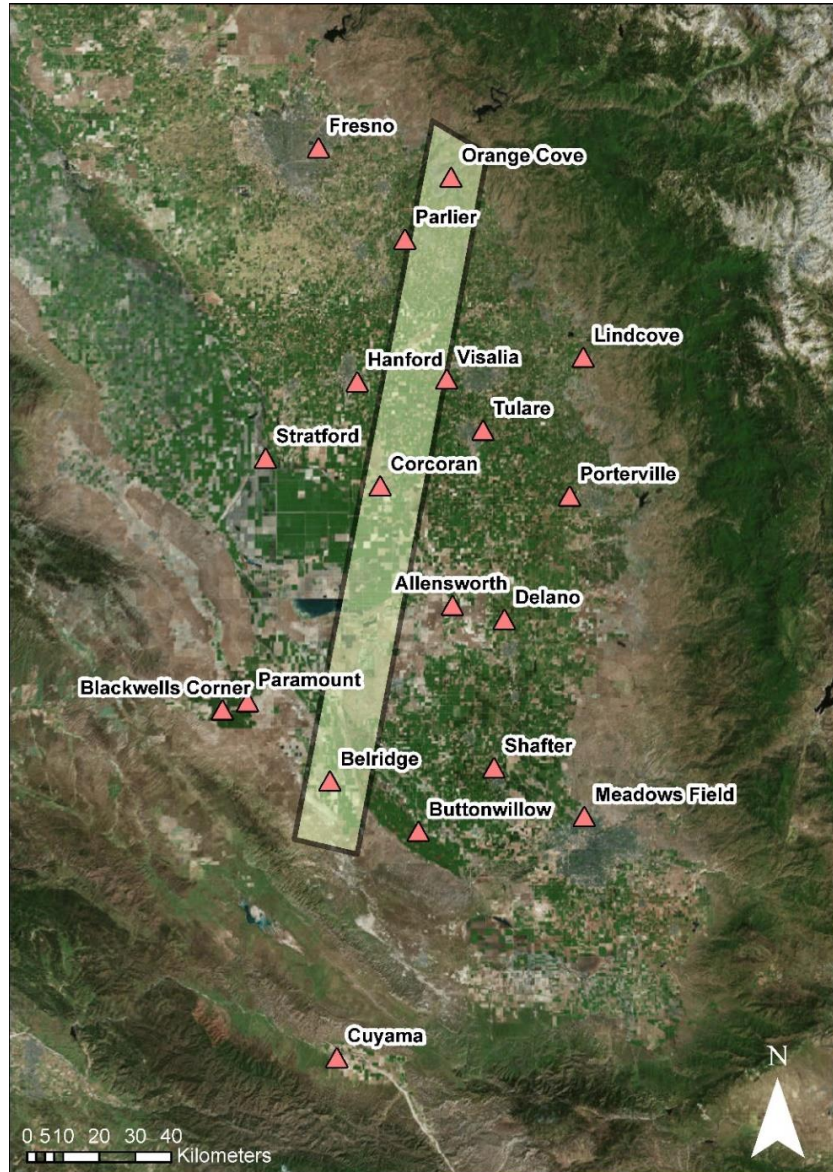 Fresno
Orange Cove
Parlier
Lindcove
Hanford
Visalia
Tulare
Stratford
Corcoran
Porterville
Allensworth
Delano
Paramount
Blackwells Corner
Shafter
Belridge
Meadows Field
Buttonwillow
Cuyama
N
0 5 10 20 30 40
Kilometers